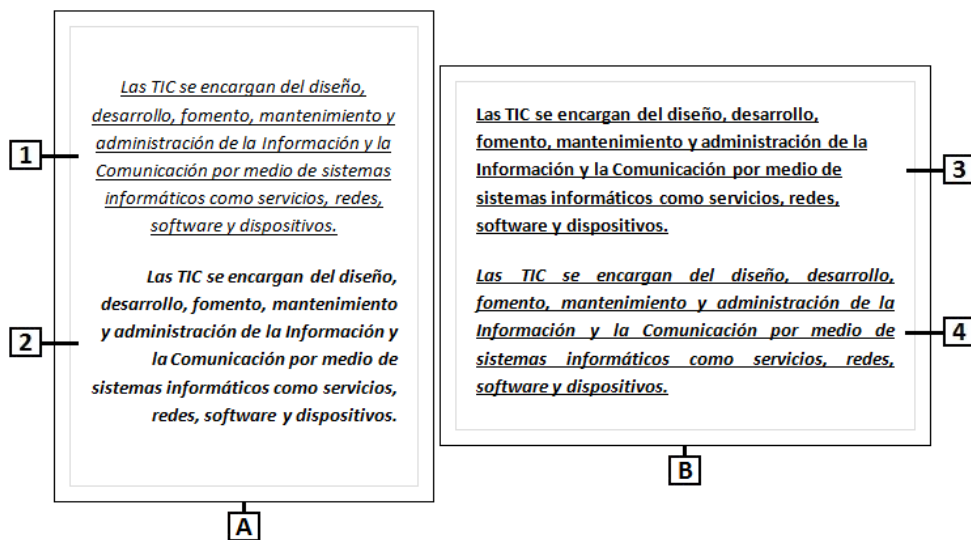 Las TIC se encargan del diseño,
desarrollo, fomento, mantenimiento y
administración de la Información y la
Comunicación por medio de sistemas
informáticos como servicios, redes,
software y dispositivos.
1
Las TIC se encargan del diseño,
desarrollo, fomento, mantenimiento
y administración de la Información y
la Comunicación por medio de
sistemas informáticos como servicios,
redes, software y dispositivos.
2
A
Las TIC se encargan del diseño, desarrollo,
fomento, mantenimiento y administración de la
Información y la Comunicación por medio de
sistemas informáticos como servicios, redes,
software y dispositivos.
3
Las TIC se encargan del diseño, desarrollo,
fomento, mantenimiento y administración de la
Información y la Comunicación por medio de
sistemas informáticos como servicios, redes,
software y dispositivos.
4
B